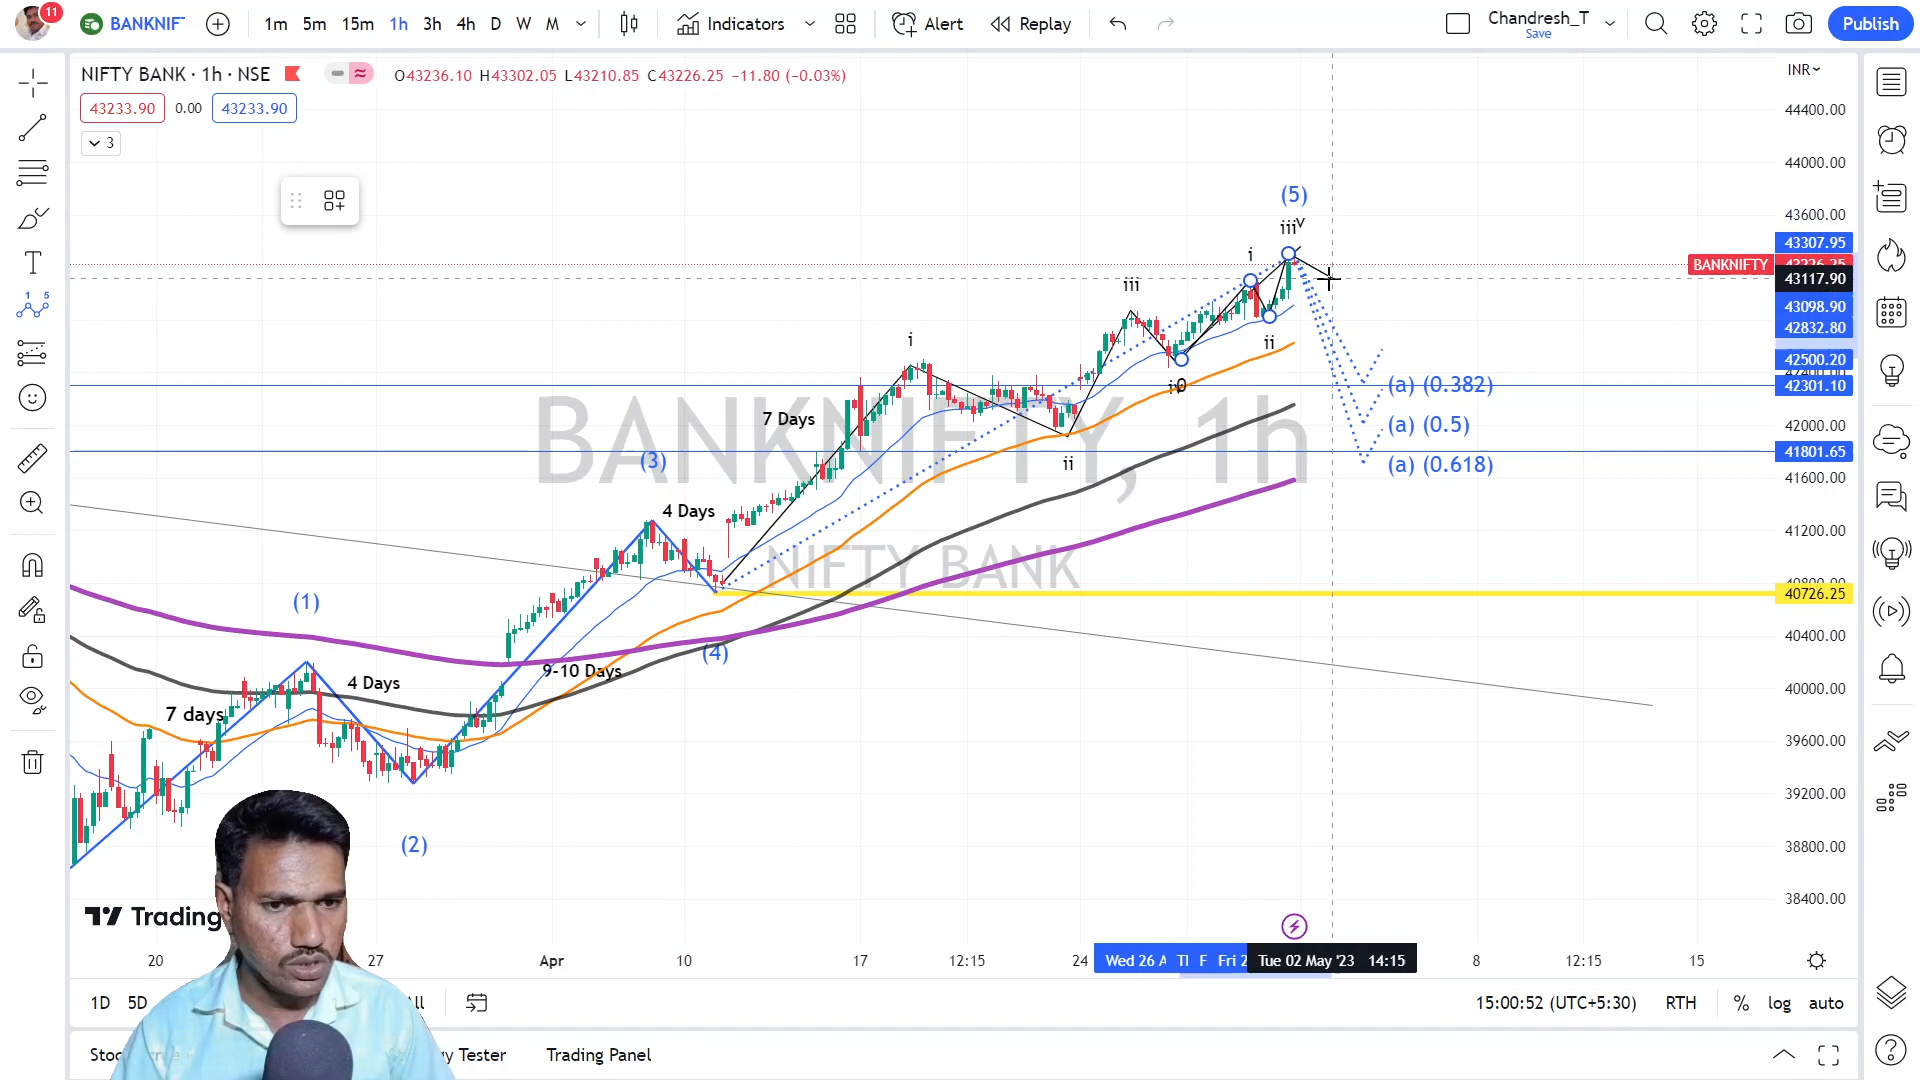 11
BANKNIF
1m 5m 15m 1h 3h 4h D W M
Indicators
Alert
Replay
Chandresh_T
Save
Publish
NIFTY BANK · 1h · NSE
O43236.10 H43302.05 L43210.85 C43226.25 −11.80 (−0.03%)
INR
43233.90 0.00 43233.90
3
44400.00
44000.00
43600.00
43307.95
BANKNIFTY
43117.90
43098.90
42832.80
42500.20
42301.10
42000.00
41801.65
41600.00
41200.00
40726.25
40400.00
40000.00
39600.00
39200.00
38800.00
38400.00
(5)
iii v
i
iii
ii
i
ii
0
(a) (0.382)
(a) (0.5)
(a) (0.618)
7 Days
BANKNIFTY, 1h
NIFTY BANK
(3)
4 Days
(1)
(4)
9-10 Days
4 Days
7 days
(2)
Trading
20 27 Apr 10 17 12:15 24 Wed 26 A F Fri 2 Tue 02 May '23 14:15 8 12:15 15
1D 5D
15:00:52 (UTC+5:30) RTH % log auto
Tester
Trading Panel